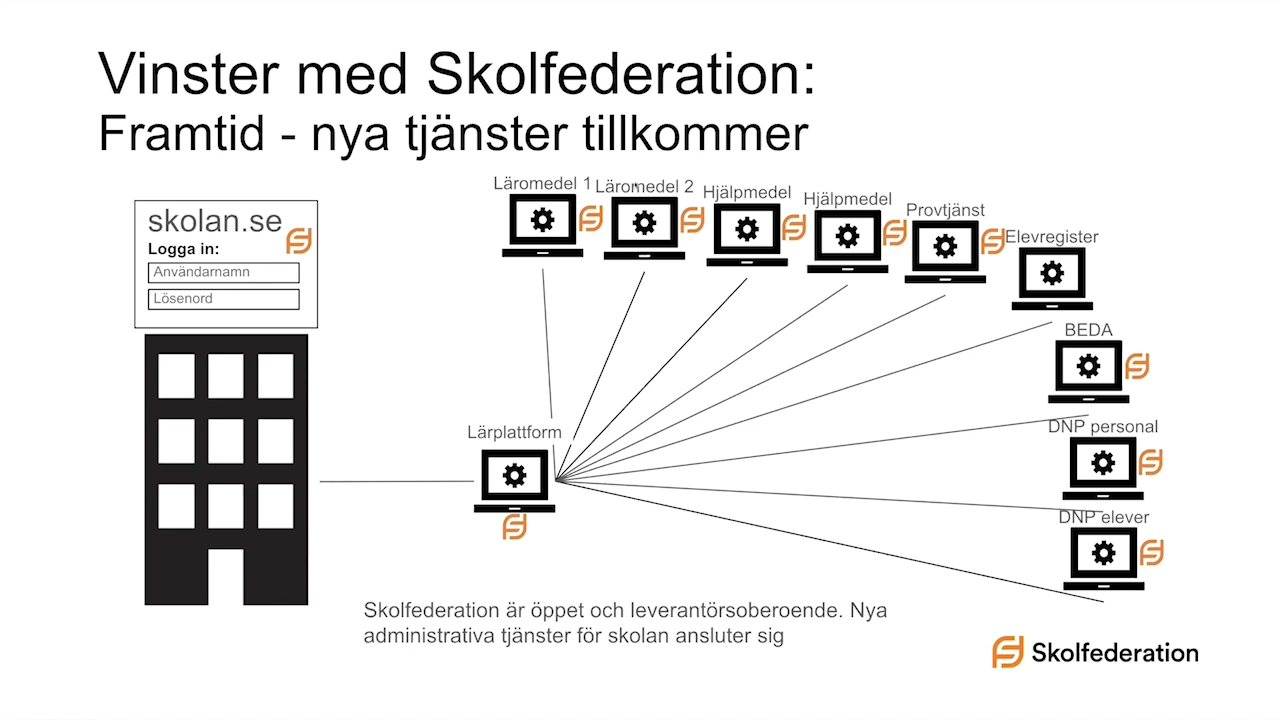 Vinster med Skolfederation:
Framtid - nya tjänster tillkommer
Läromedel 1
Läromedel 2
Hjälpmedel
Hjälpmedel
Provtjänst
Elevregister
skolan.se
Logga in:
Användarnamn
Lösenord
BEDA
DNP personal
Lärplattform
DNP elever
Skolfederation är öppet och leverantörsoberoende. Nya
administrativa tjänster för skolan ansluter sig
Skolfederation